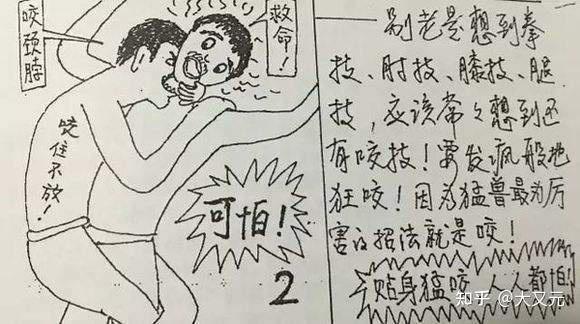 咬颈脖
救命!
咬住不放!
可怕!
2
别老是想到拳
技、肘技、膝技、腿
技,应该常々想到还
有咬技!要发疯般地
狂咬!因为猛兽最为厉
害的招法就是咬!
贴身猛咬 人人都怕!
知乎 @大又元